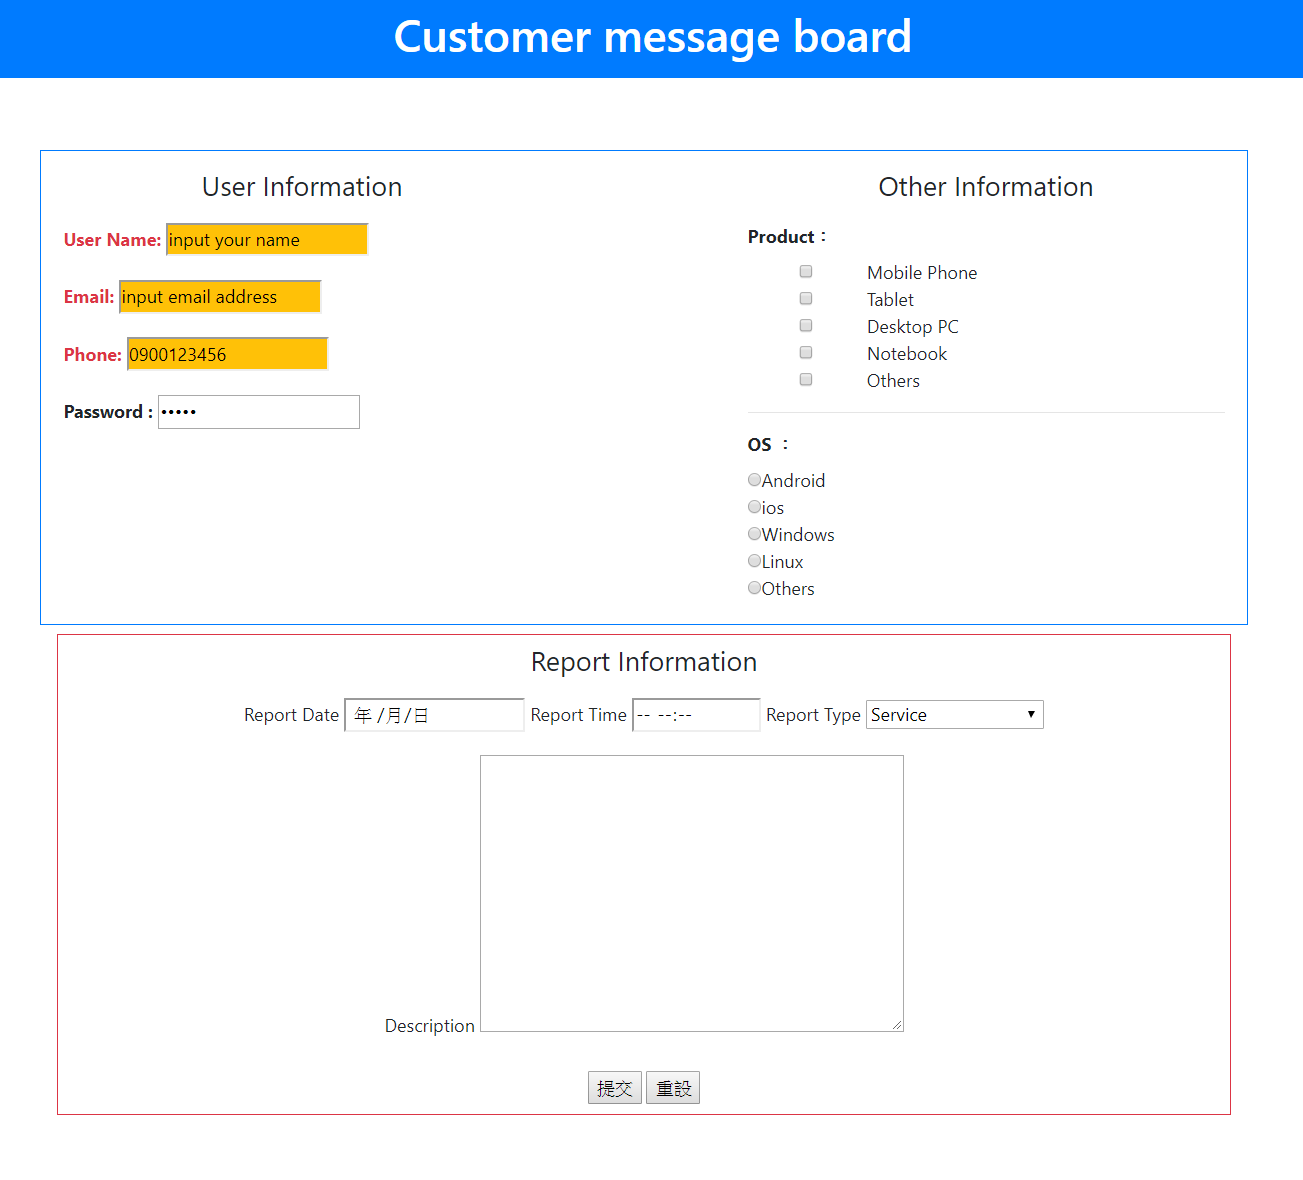 Customer message board
User Information
User Name: input your name
Email: input email address
Phone: 0900123456
Password : •••••
Other Information
Product：
Mobile Phone
Tablet
Desktop PC
Notebook
Others
OS ：
Android
ios
Windows
Linux
Others
Report Information
Report Date 年 /月/日 Report Time -- --:-- Report Type Service
Description
提交 重設